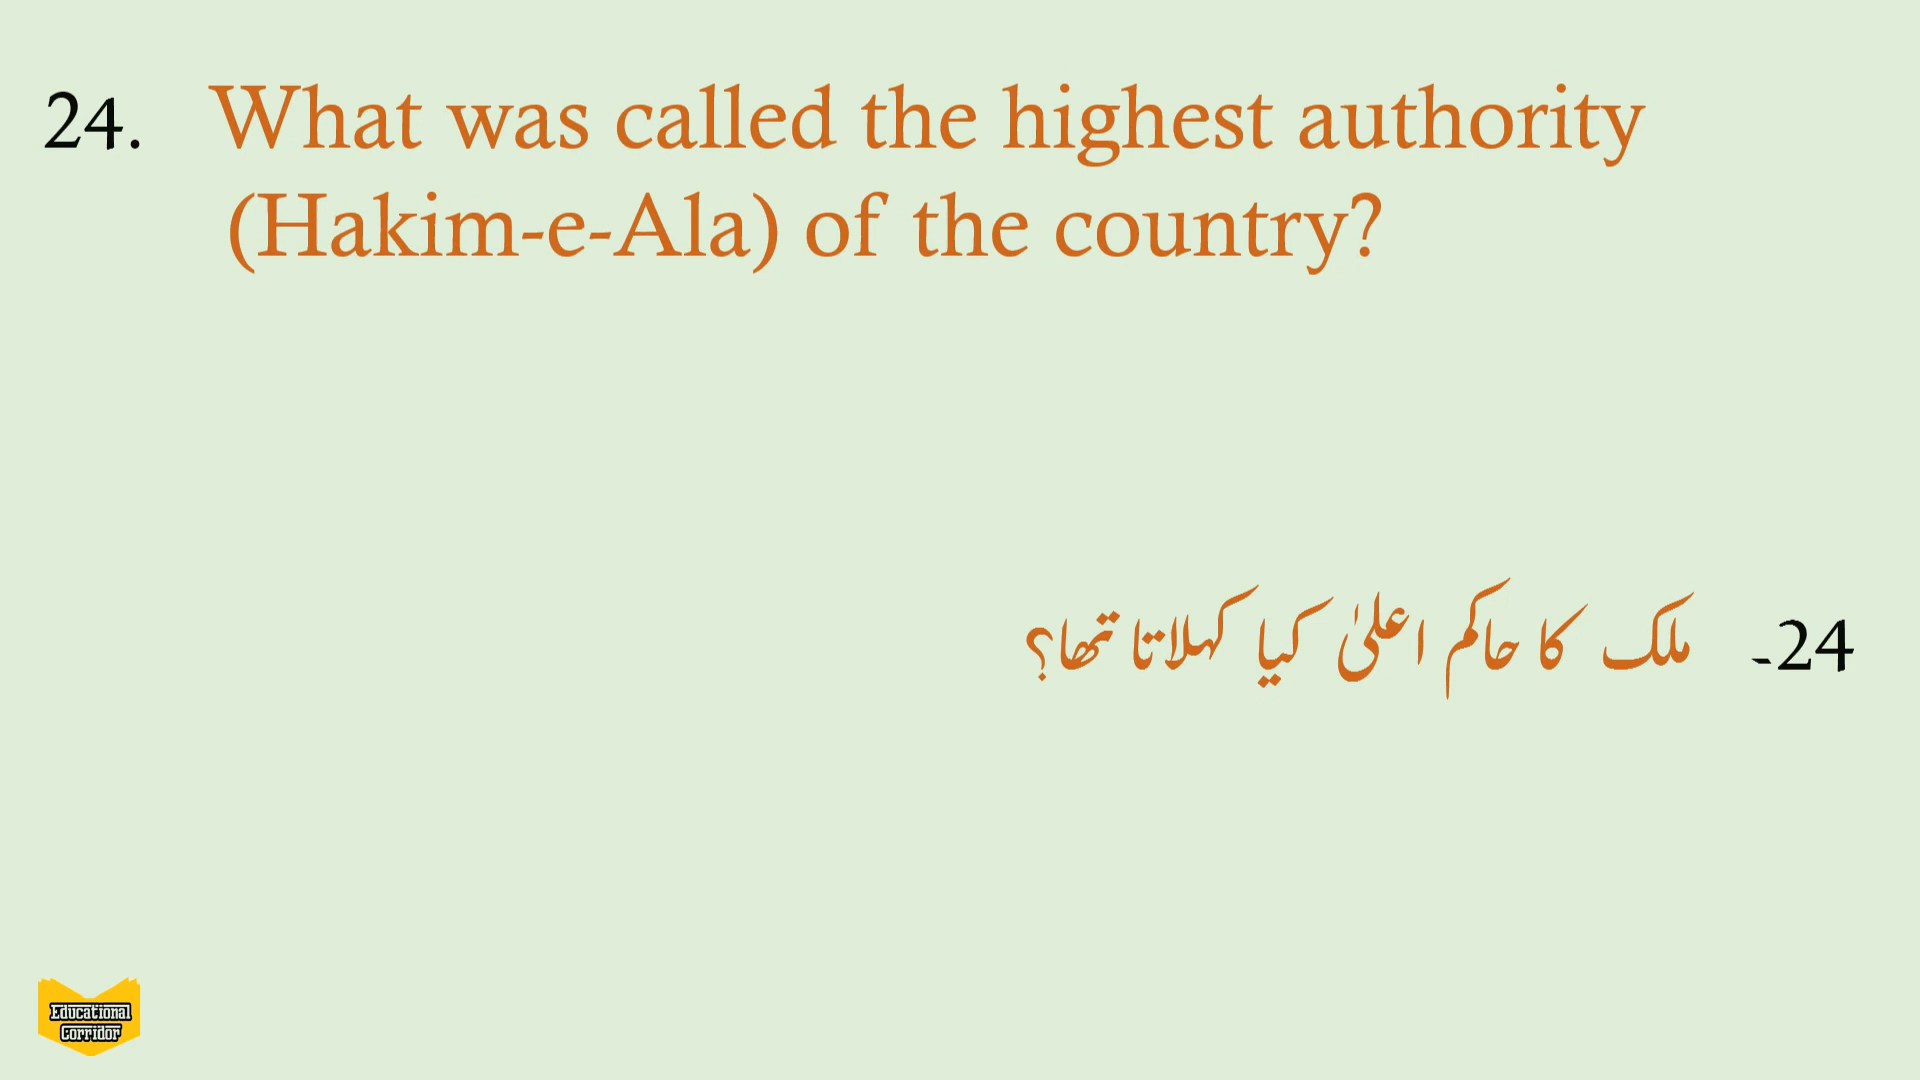 24. What was called the highest authority
(Hakim-e-Ala) of the country?
24۔ ملک کا حاکم اعلیٰ کیا کہلاتا تھا؟
Educational
Corridor